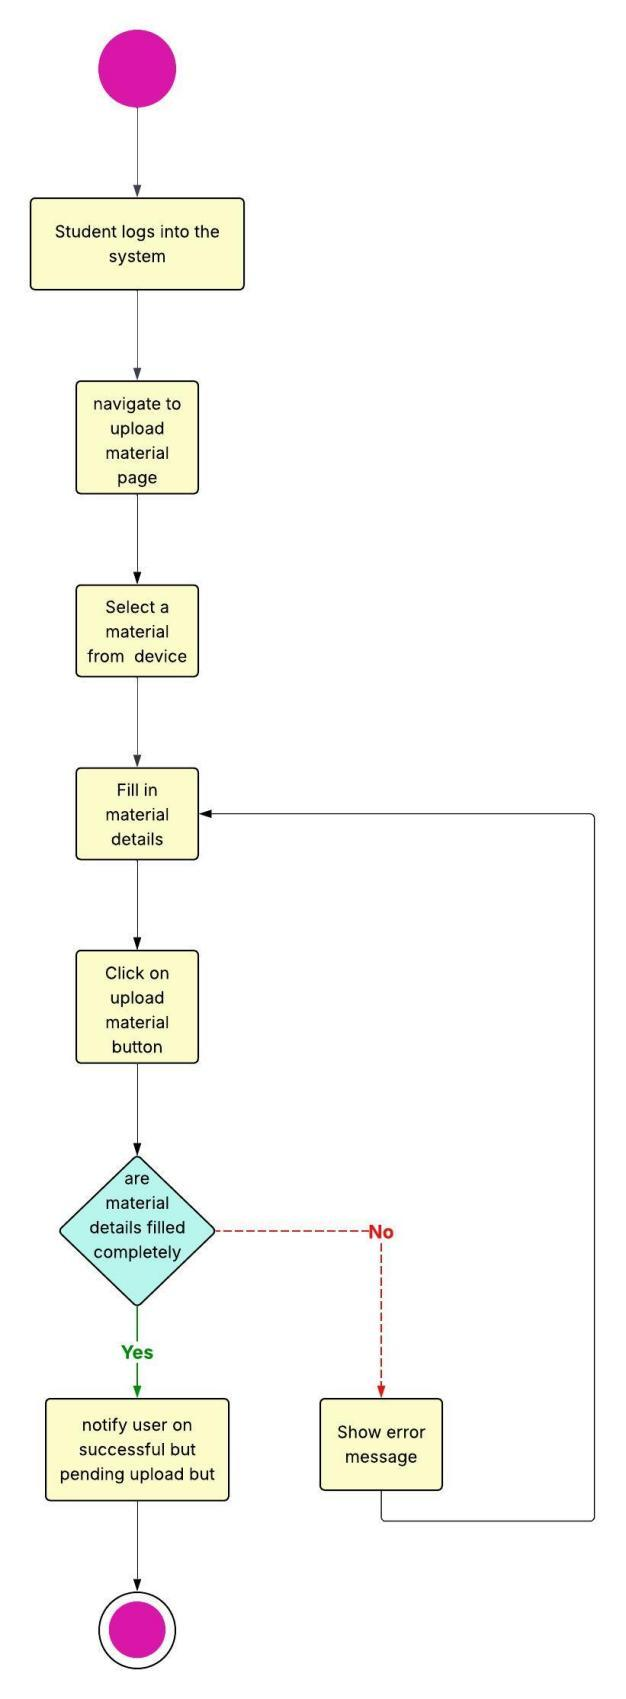 Student logs into the
system
navigate to
upload
material
page
Select a
material
from  device
Fill in
material
details
Click on
upload
material
button
are
material
details filled
completely
No
Yes
notify user on
successful but
pending upload but
Show error
message